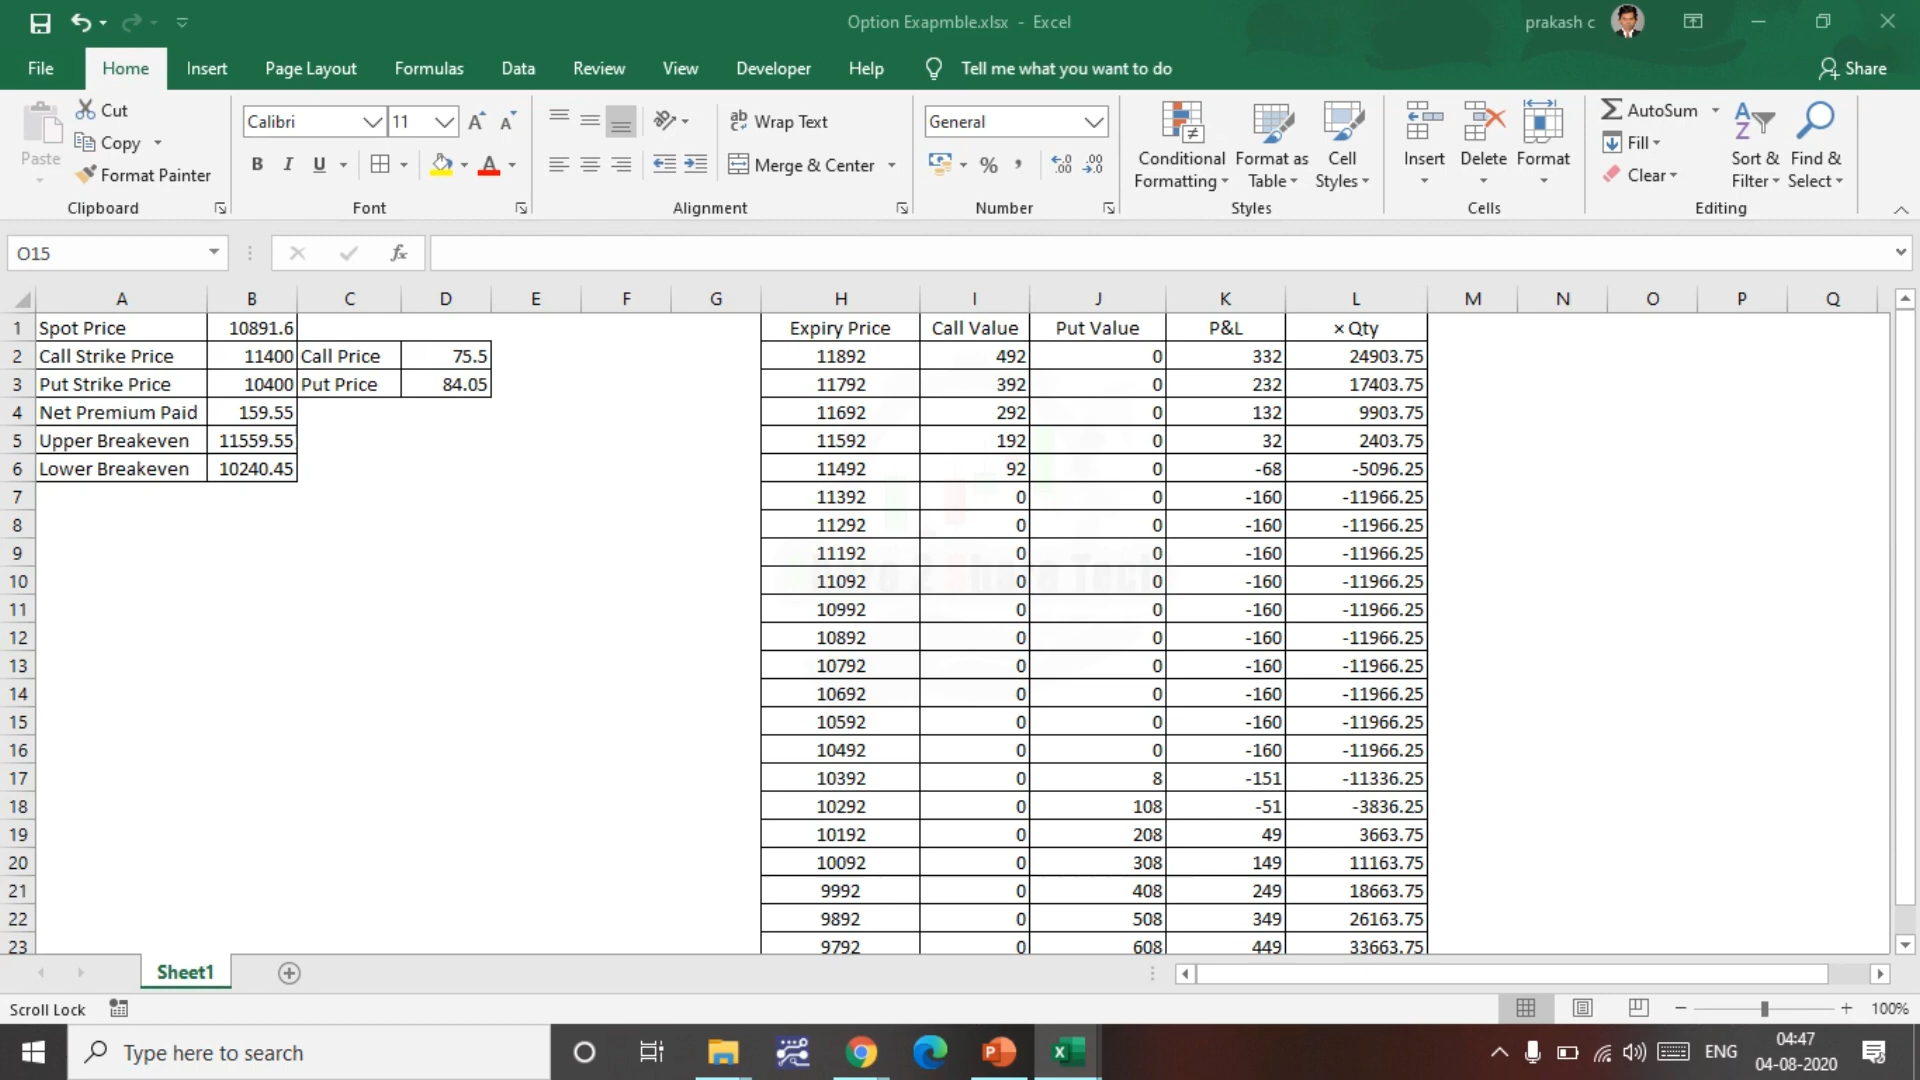 Option Exapmble.xlsx - Excel
prakash c
File Home Insert Page Layout Formulas Data Review View Developer Help Tell me what you want to do Share
Paste
Cut
Copy
Format Painter
Clipboard
Calibri 11
B I U A
Font
Wrap Text
Merge & Center
Alignment
General
% ,
Number
Conditional Formatting
Format as Table
Cell Styles
Styles
Insert
Delete
Format
Cells
AutoSum
Fill
Clear
Sort & Filter
Find & Select
Editing
O15 fx
A B C D E F G H I J K L M N O P Q
1 Spot Price 10891.6 Expiry Price Call Value Put Value P&L × Qty
2 Call Strike Price 11400 Call Price 75.5 11892 492 0 332 24903.75
3 Put Strike Price 10400 Put Price 84.05 11792 392 0 232 17403.75
4 Net Premium Paid 159.55 11692 292 0 132 9903.75
5 Upper Breakeven 11559.55 11592 192 0 32 2403.75
6 Lower Breakeven 10240.45 11492 92 0 -68 -5096.25
7 11392 0 0 -160 -11966.25
8 11292 0 0 -160 -11966.25
9 11192 0 0 -160 -11966.25
10 11092 0 0 -160 -11966.25
11 10992 0 0 -160 -11966.25
12 10892 0 0 -160 -11966.25
13 10792 0 0 -160 -11966.25
14 10692 0 0 -160 -11966.25
15 10592 0 0 -160 -11966.25
16 10492 0 0 -160 -11966.25
17 10392 0 8 -151 -11336.25
18 10292 0 108 -51 -3836.25
19 10192 0 208 49 3663.75
20 10092 0 308 149 11163.75
21 9992 0 408 249 18663.75
22 9892 0 508 349 26163.75
23 9792 0 608 449 33663.75
Sheet1
Scroll Lock 100%
Type here to search
ENG
04:47
04-08-2020